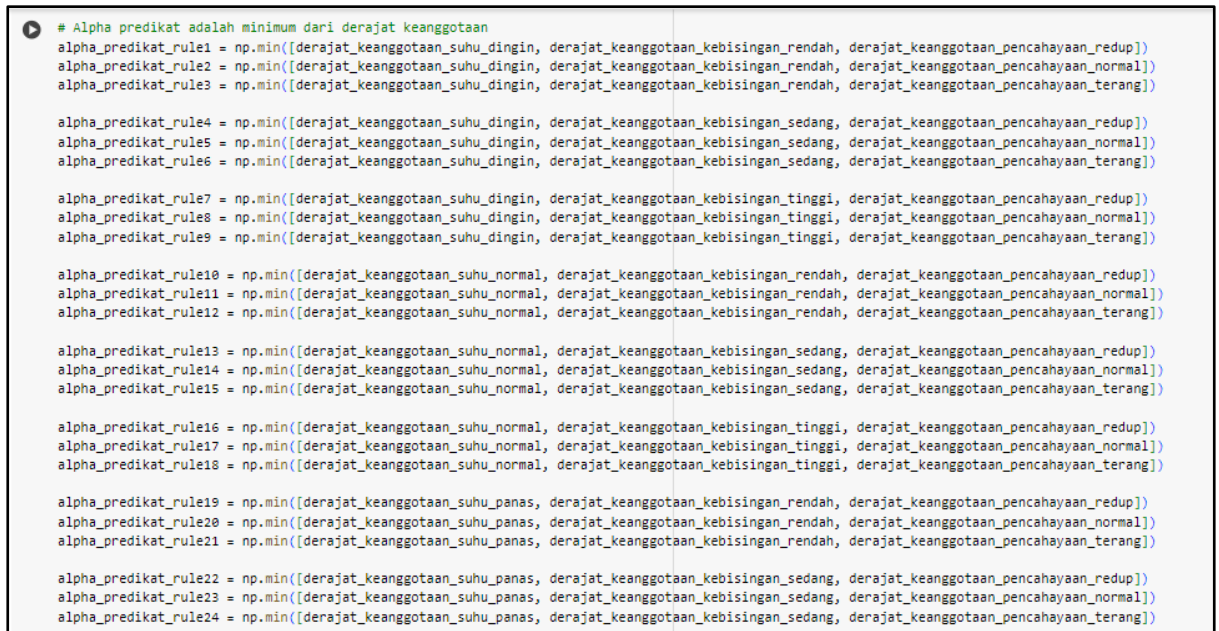 # Alpha predikat adalah minimum dari derajat keanggotaan
alpha_predikat_rule1 = np.min([derajat_keanggotaan_suhu_dingin, derajat_keanggotaan_kebisingan_rendah, derajat_keanggotaan_pencahayaan_redup])
alpha_predikat_rule2 = np.min([derajat_keanggotaan_suhu_dingin, derajat_keanggotaan_kebisingan_rendah, derajat_keanggotaan_pencahayaan_normal])
alpha_predikat_rule3 = np.min([derajat_keanggotaan_suhu_dingin, derajat_keanggotaan_kebisingan_rendah, derajat_keanggotaan_pencahayaan_terang])
alpha_predikat_rule4 = np.min([derajat_keanggotaan_suhu_dingin, derajat_keanggotaan_kebisingan_sedang, derajat_keanggotaan_pencahayaan_redup])
alpha_predikat_rule5 = np.min([derajat_keanggotaan_suhu_dingin, derajat_keanggotaan_kebisingan_sedang, derajat_keanggotaan_pencahayaan_normal])
alpha_predikat_rule6 = np.min([derajat_keanggotaan_suhu_dingin, derajat_keanggotaan_kebisingan_sedang, derajat_keanggotaan_pencahayaan_terang])
alpha_predikat_rule7 = np.min([derajat_keanggotaan_suhu_dingin, derajat_keanggotaan_kebisingan_tinggi, derajat_keanggotaan_pencahayaan_redup])
alpha_predikat_rule8 = np.min([derajat_keanggotaan_suhu_dingin, derajat_keanggotaan_kebisingan_tinggi, derajat_keanggotaan_pencahayaan_normal])
alpha_predikat_rule9 = np.min([derajat_keanggotaan_suhu_dingin, derajat_keanggotaan_kebisingan_tinggi, derajat_keanggotaan_pencahayaan_terang])
alpha_predikat_rule10 = np.min([derajat_keanggotaan_suhu_normal, derajat_keanggotaan_kebisingan_rendah, derajat_keanggotaan_pencahayaan_redup])
alpha_predikat_rule11 = np.min([derajat_keanggotaan_suhu_normal, derajat_keanggotaan_kebisingan_rendah, derajat_keanggotaan_pencahayaan_normal])
alpha_predikat_rule12 = np.min([derajat_keanggotaan_suhu_normal, derajat_keanggotaan_kebisingan_rendah, derajat_keanggotaan_pencahayaan_terang])
alpha_predikat_rule13 = np.min([derajat_keanggotaan_suhu_normal, derajat_keanggotaan_kebisingan_sedang, derajat_keanggotaan_pencahayaan_redup])
alpha_predikat_rule14 = np.min([derajat_keanggotaan_suhu_normal, derajat_keanggotaan_kebisingan_sedang, derajat_keanggotaan_pencahayaan_normal])
alpha_predikat_rule15 = np.min([derajat_keanggotaan_suhu_normal, derajat_keanggotaan_kebisingan_sedang, derajat_keanggotaan_pencahayaan_terang])
alpha_predikat_rule16 = np.min([derajat_keanggotaan_suhu_normal, derajat_keanggotaan_kebisingan_tinggi, derajat_keanggotaan_pencahayaan_redup])
alpha_predikat_rule17 = np.min([derajat_keanggotaan_suhu_normal, derajat_keanggotaan_kebisingan_tinggi, derajat_keanggotaan_pencahayaan_normal])
alpha_predikat_rule18 = np.min([derajat_keanggotaan_suhu_normal, derajat_keanggotaan_kebisingan_tinggi, derajat_keanggotaan_pencahayaan_terang])
alpha_predikat_rule19 = np.min([derajat_keanggotaan_suhu_panas, derajat_keanggotaan_kebisingan_rendah, derajat_keanggotaan_pencahayaan_redup])
alpha_predikat_rule20 = np.min([derajat_keanggotaan_suhu_panas, derajat_keanggotaan_kebisingan_rendah, derajat_keanggotaan_pencahayaan_normal])
alpha_predikat_rule21 = np.min([derajat_keanggotaan_suhu_panas, derajat_keanggotaan_kebisingan_rendah, derajat_keanggotaan_pencahayaan_terang])
alpha_predikat_rule22 = np.min([derajat_keanggotaan_suhu_panas, derajat_keanggotaan_kebisingan_sedang, derajat_keanggotaan_pencahayaan_redup])
alpha_predikat_rule23 = np.min([derajat_keanggotaan_suhu_panas, derajat_keanggotaan_kebisingan_sedang, derajat_keanggotaan_pencahayaan_normal])
alpha_predikat_rule24 = np.min([derajat_keanggotaan_suhu_panas, derajat_keanggotaan_kebisingan_sedang, derajat_keanggotaan_pencahayaan_terang])